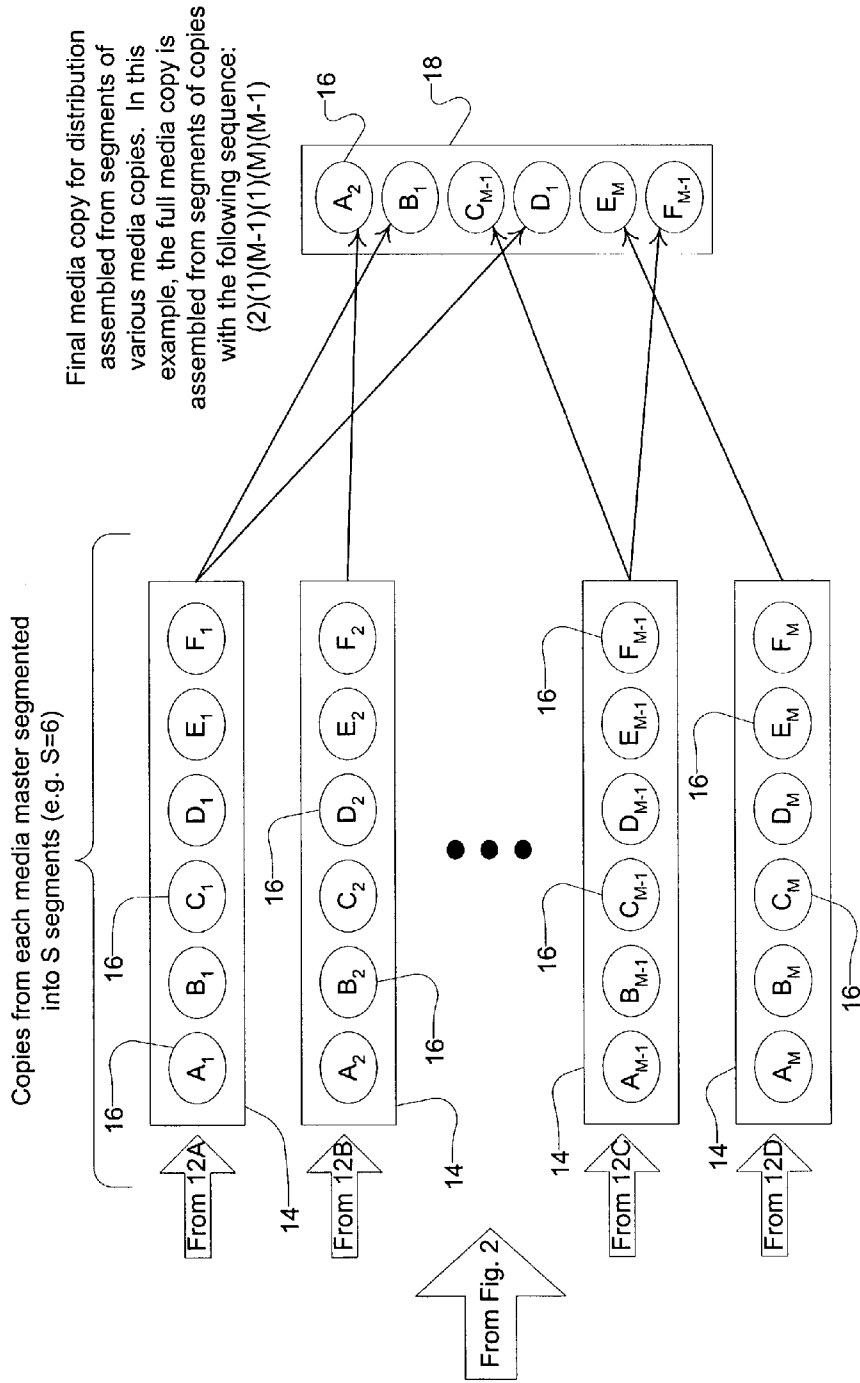 Copies from each media master segmented
into S segments (e.g. S=6)
Final media copy for distribution
assembled from segments of
various media copies. In this
example, the full media copy is
assembled from segments of copies
with the following sequence:
(2)(1)(M-1)(1)(M)(M-1)
From Fig. 2
From 12A
14
16
16
A1 B1 C1 D1 E1 F1
From 12B
14
16
16
A2 B2 C2 D2 E2 F2
From 12C
14
16
16
AM-1 BM-1 CM-1 DM-1 EM-1 FM-1
From 12D
14
16
16
AM BM CM DM EM FM
16
18
A2
B1
CM-1
D1
EM
FM-1